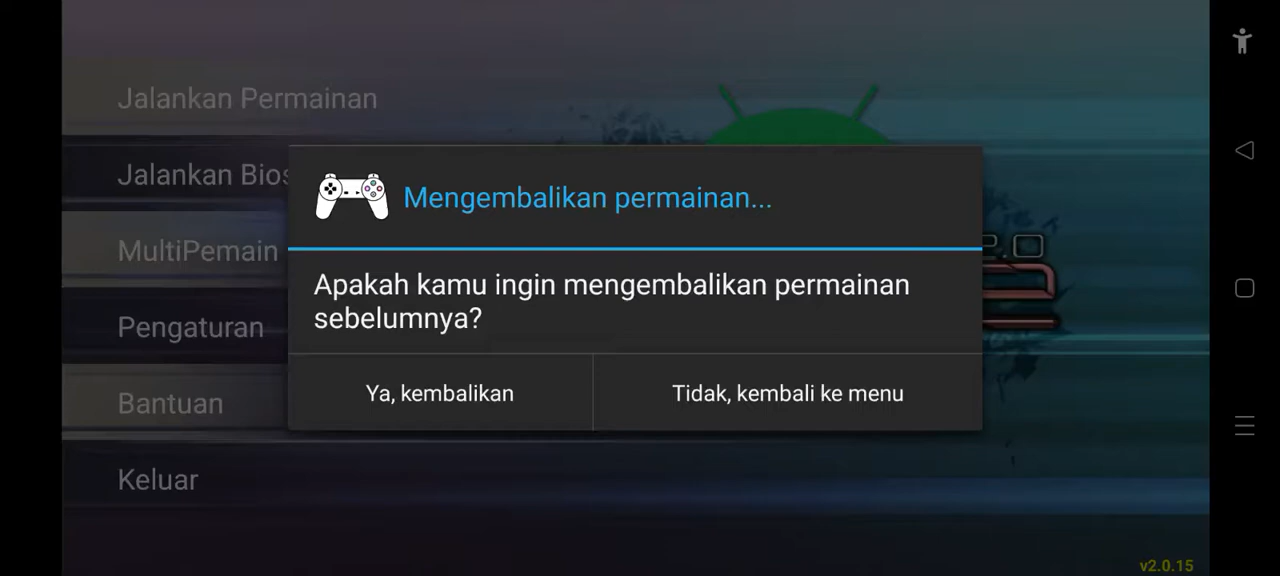 Jalankan Permainan
Jalankan Bios
MultiPemain
Pengaturan
Bantuan
Keluar
Mengembalikan permainan...
Apakah kamu ingin mengembalikan permainan
sebelumnya?
Ya, kembalikan
Tidak, kembali ke menu
v2.0.15